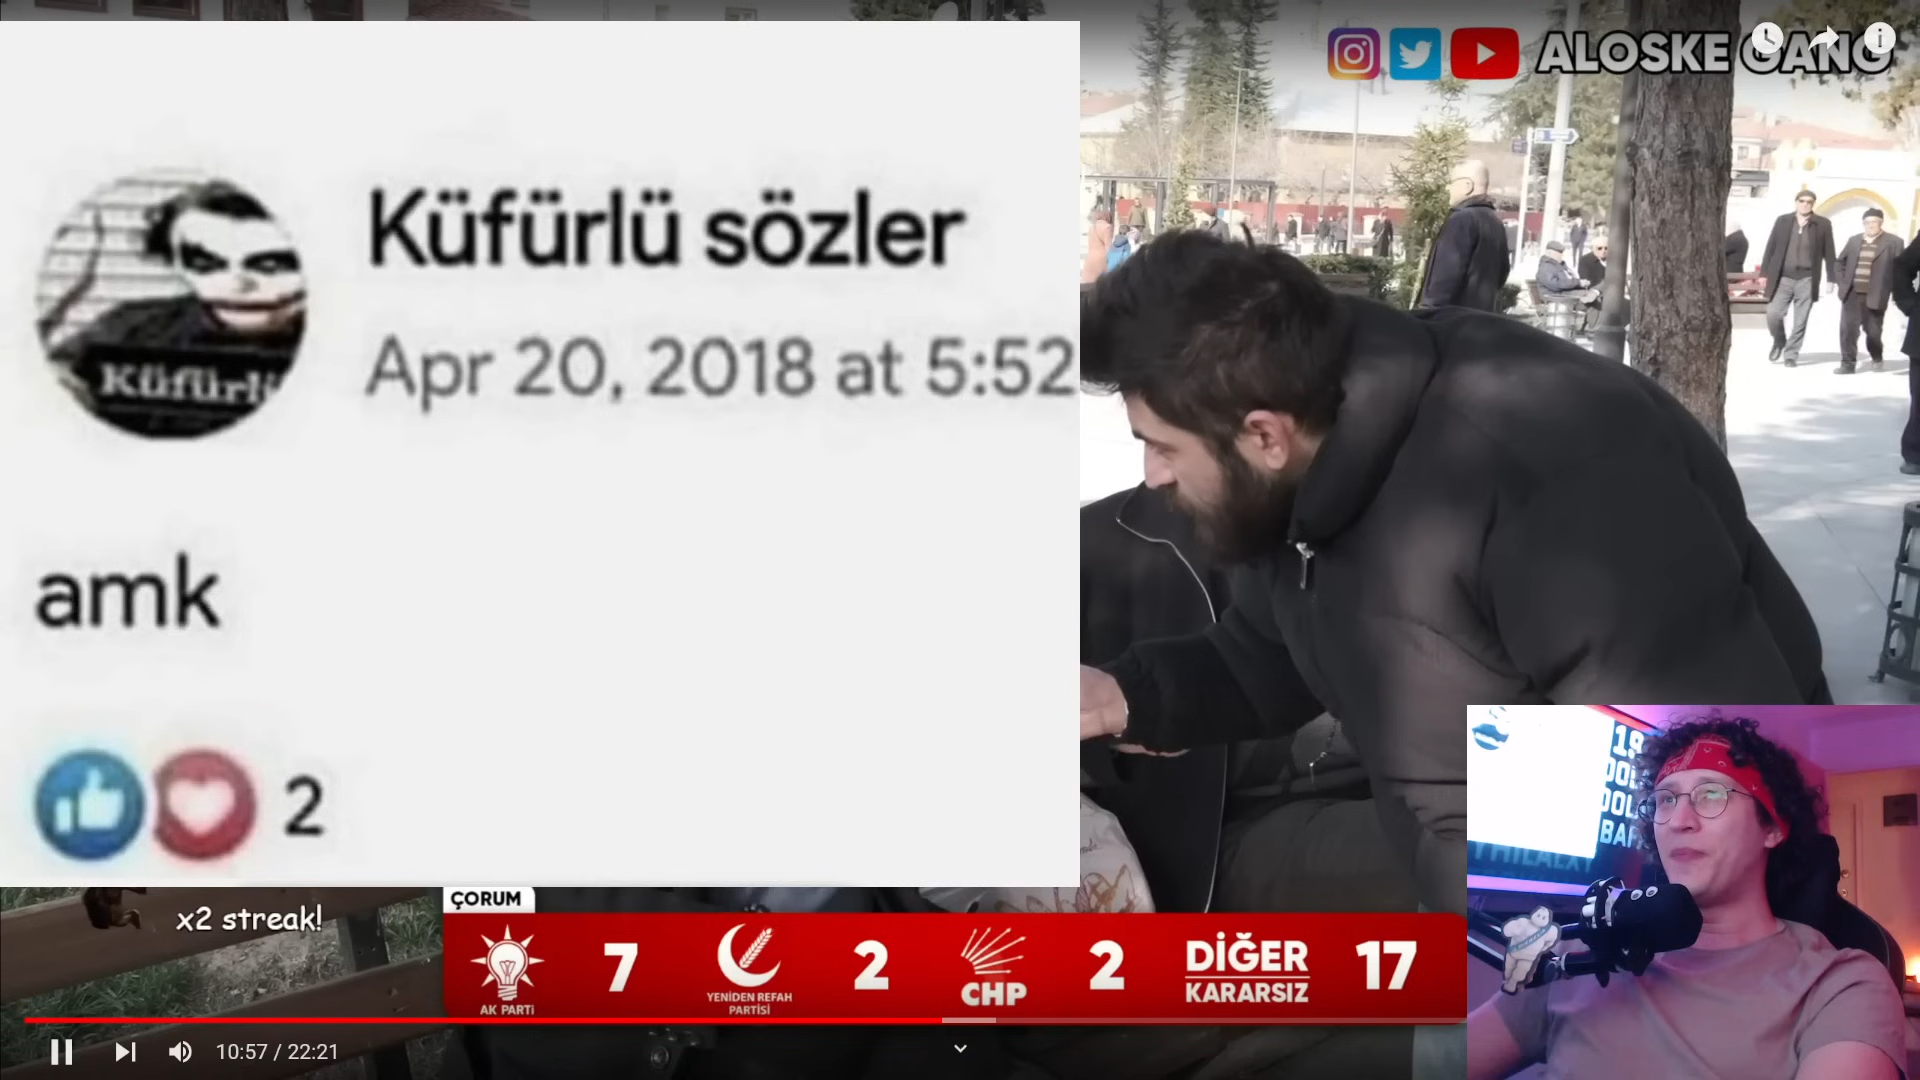 ALOSKE GANG
Küfürlü sözler
Apr 20, 2018 at 5:52
Küfürl
amk
2
x2 streak!
ÇORUM
AK PARTİ
7
YENİDEN REFAH
PARTİSİ
2
CHP
2
DİĞER
KARARSIZ
17
10:57 / 22:21